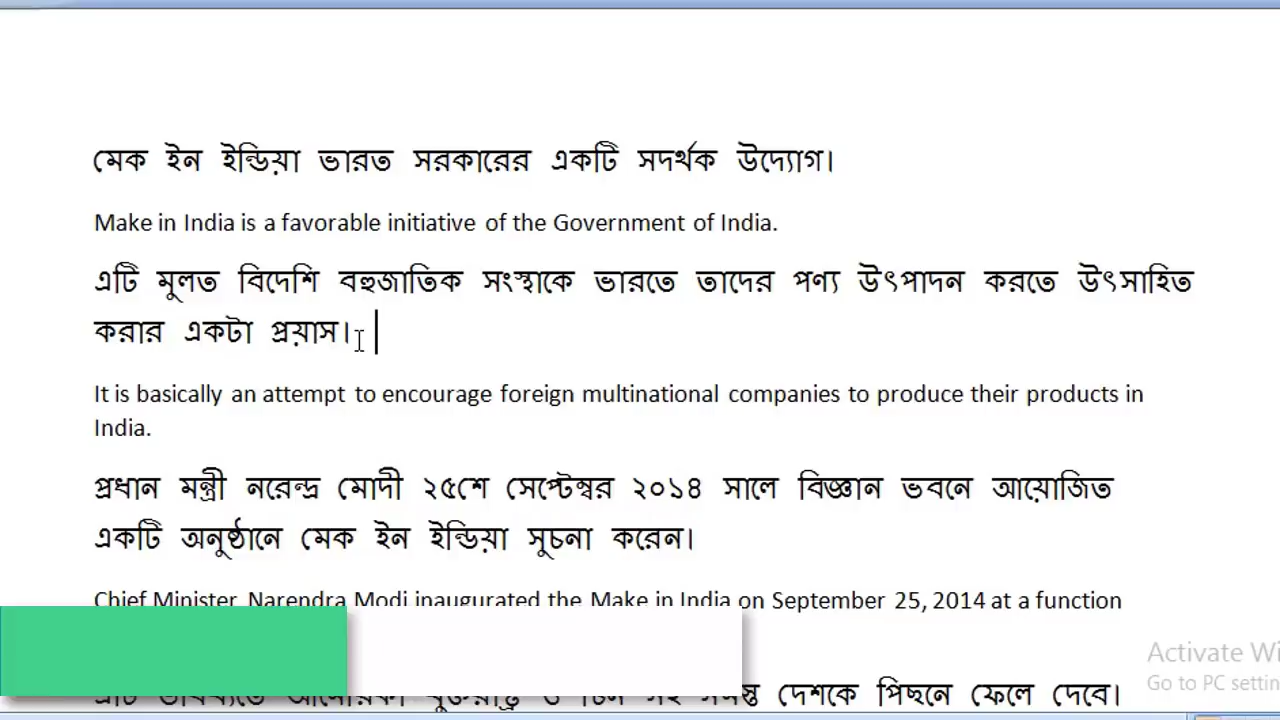 মেক ইন ইন্ডিয়া ভারত সরকারের একটি সদর্থক উদ্যোগ।
Make in India is a favorable initiative of the Government of India.
এটি মুলত বিদেশি বহুজাতিক সংস্থাকে ভারতে তাদের পণ্য উৎপাদন করতে উৎসাহিত
করার একটা প্রয়াস।
It is basically an attempt to encourage foreign multinational companies to produce their products in
India.
প্রধান মন্ত্রী নরেন্দ্র মোদী ২৫শে সেপ্টেম্বর ২০১৪ সালে বিজ্ঞান ভবনে আয়োজিত
একটি অনুষ্ঠানে মেক ইন ইন্ডিয়া সুচনা করেন।
Chief Minister Narendra Modi inaugurated the Make in India on September 25, 2014 at a function
Activate Wi
Go to PC settin
দেশকে পিছনে ফেলে দেবে।